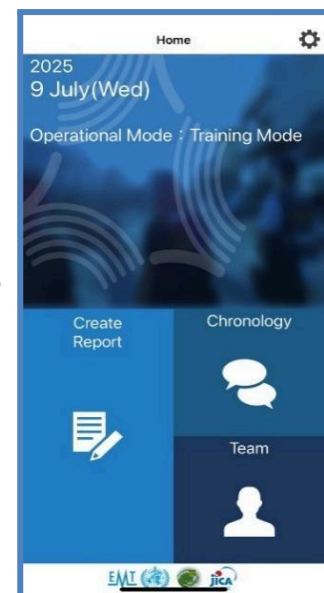 Home
2025
9 July(Wed)
Operational Mode：Training Mode
Create
Report
Chronology
Team
EMT
jica